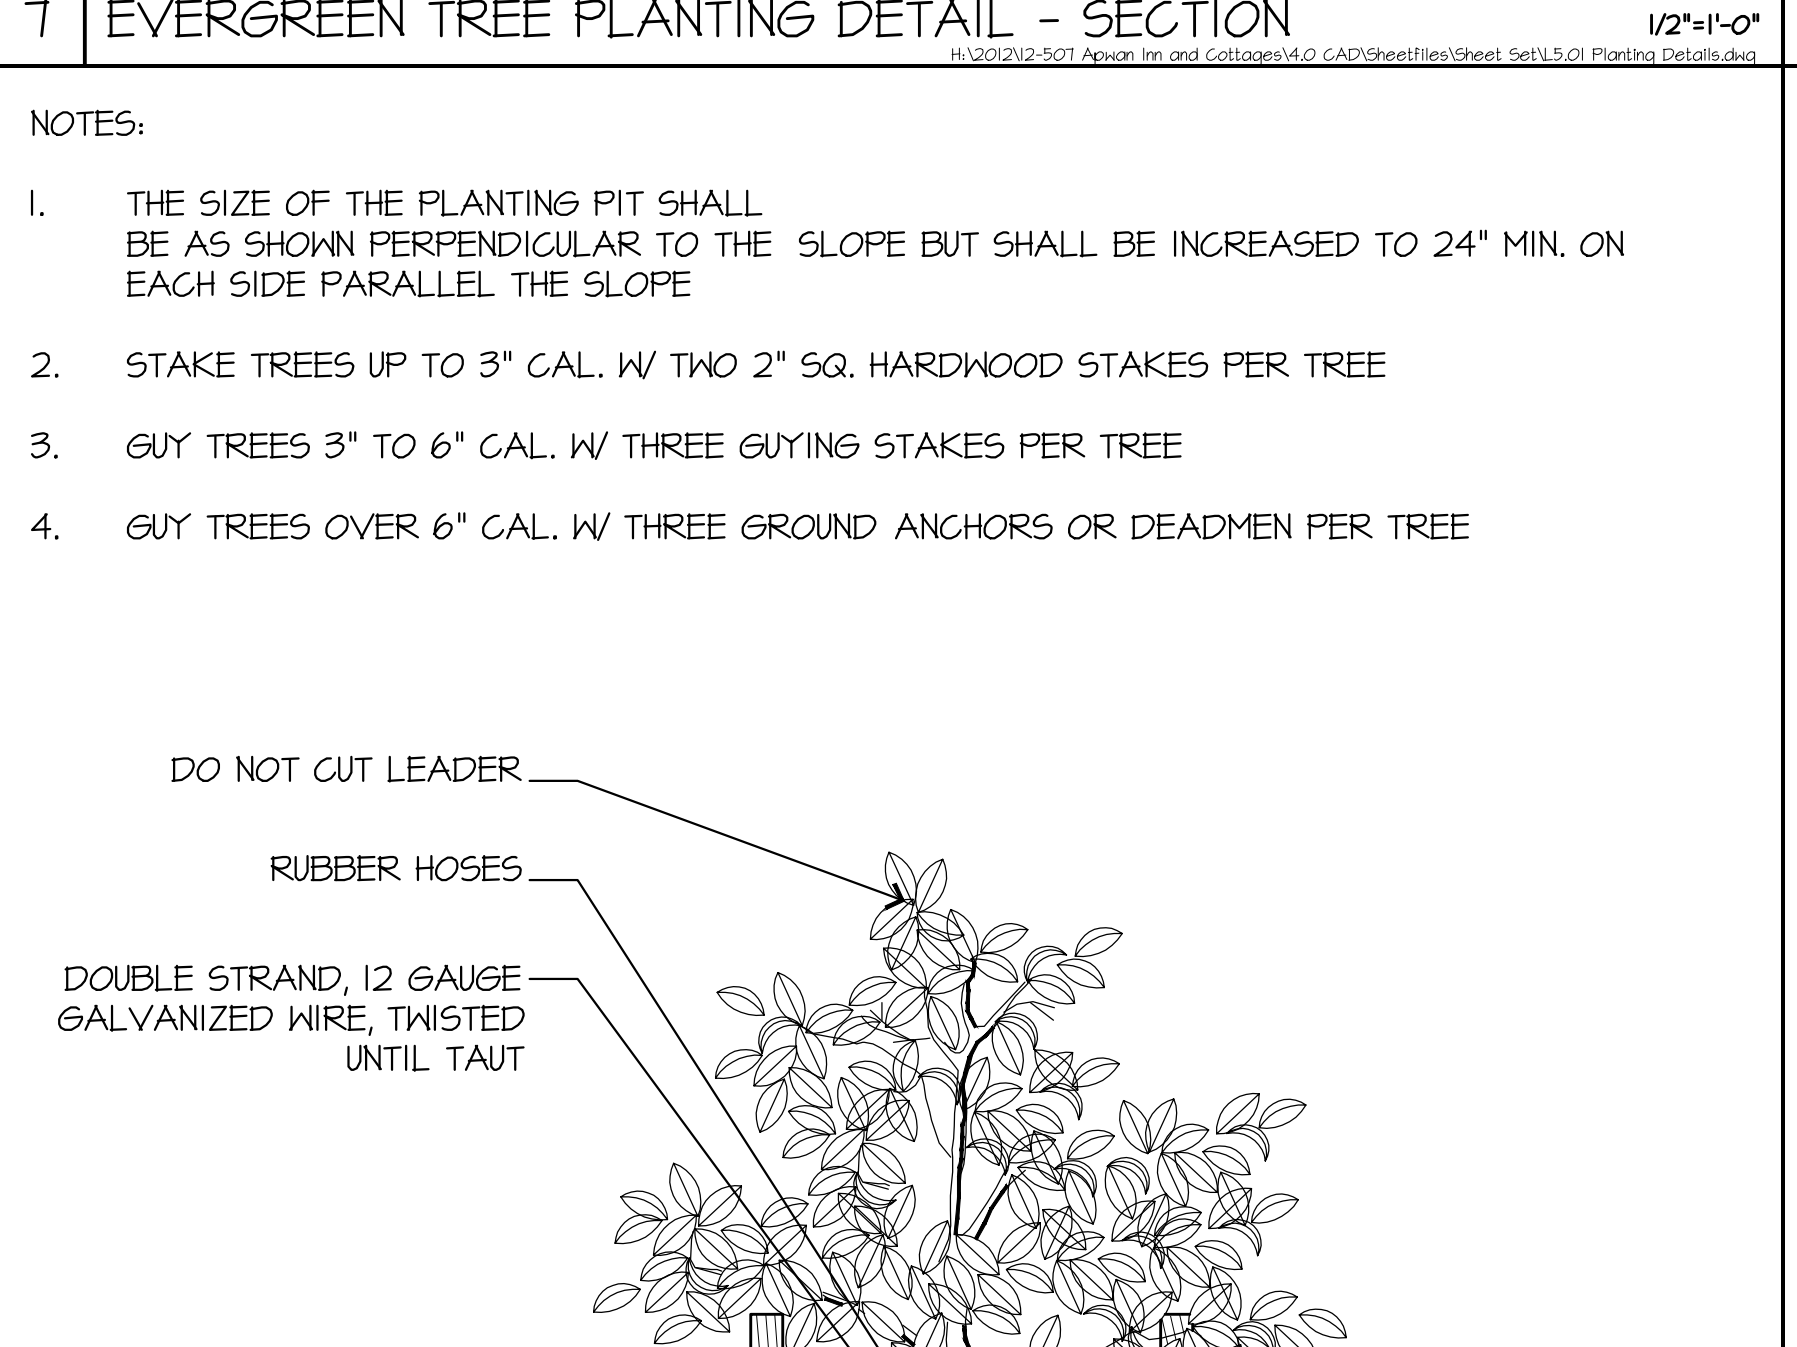 7 EVERGREEN TREE PLANTING DETAIL - SECTION 1/2"=1'-0"
H:\2012\12-507 Apwan Inn and Cottages\4.0 CAD\Sheetfiles\Sheet Set\L5.01 Planting Details.dwg
NOTES:
1. THE SIZE OF THE PLANTING PIT SHALL
BE AS SHOWN PERPENDICULAR TO THE SLOPE BUT SHALL BE INCREASED TO 24" MIN. ON
EACH SIDE PARALLEL THE SLOPE
2. STAKE TREES UP TO 3" CAL. W/ TWO 2" SQ. HARDWOOD STAKES PER TREE
3. GUY TREES 3" TO 6" CAL. W/ THREE GUYING STAKES PER TREE
4. GUY TREES OVER 6" CAL. W/ THREE GROUND ANCHORS OR DEADMEN PER TREE
DO NOT CUT LEADER
RUBBER HOSES
DOUBLE STRAND, 12 GAUGE
GALVANIZED WIRE, TWISTED
UNTIL TAUT